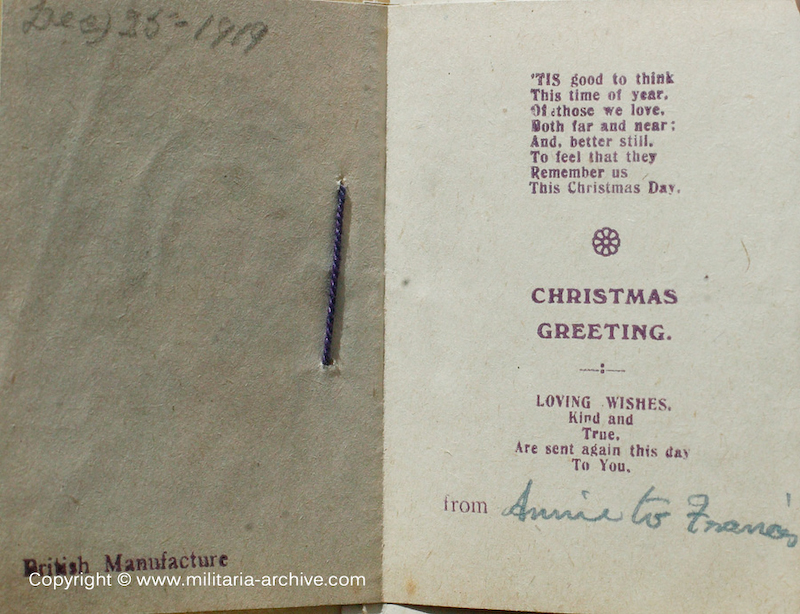 Dec 25-1919
British Manufacture
Copyright © www.militaria-archive.com
'TIS good to think
This time of year,
Of those we love,
Both far and near:
And, better still,
To feel that they
Remember us
This Christmas Day.
CHRISTMAS
GREETING.
LOVING WISHES,
Kind and
True,
Are sent again this day
To You,
from Annie to Francis